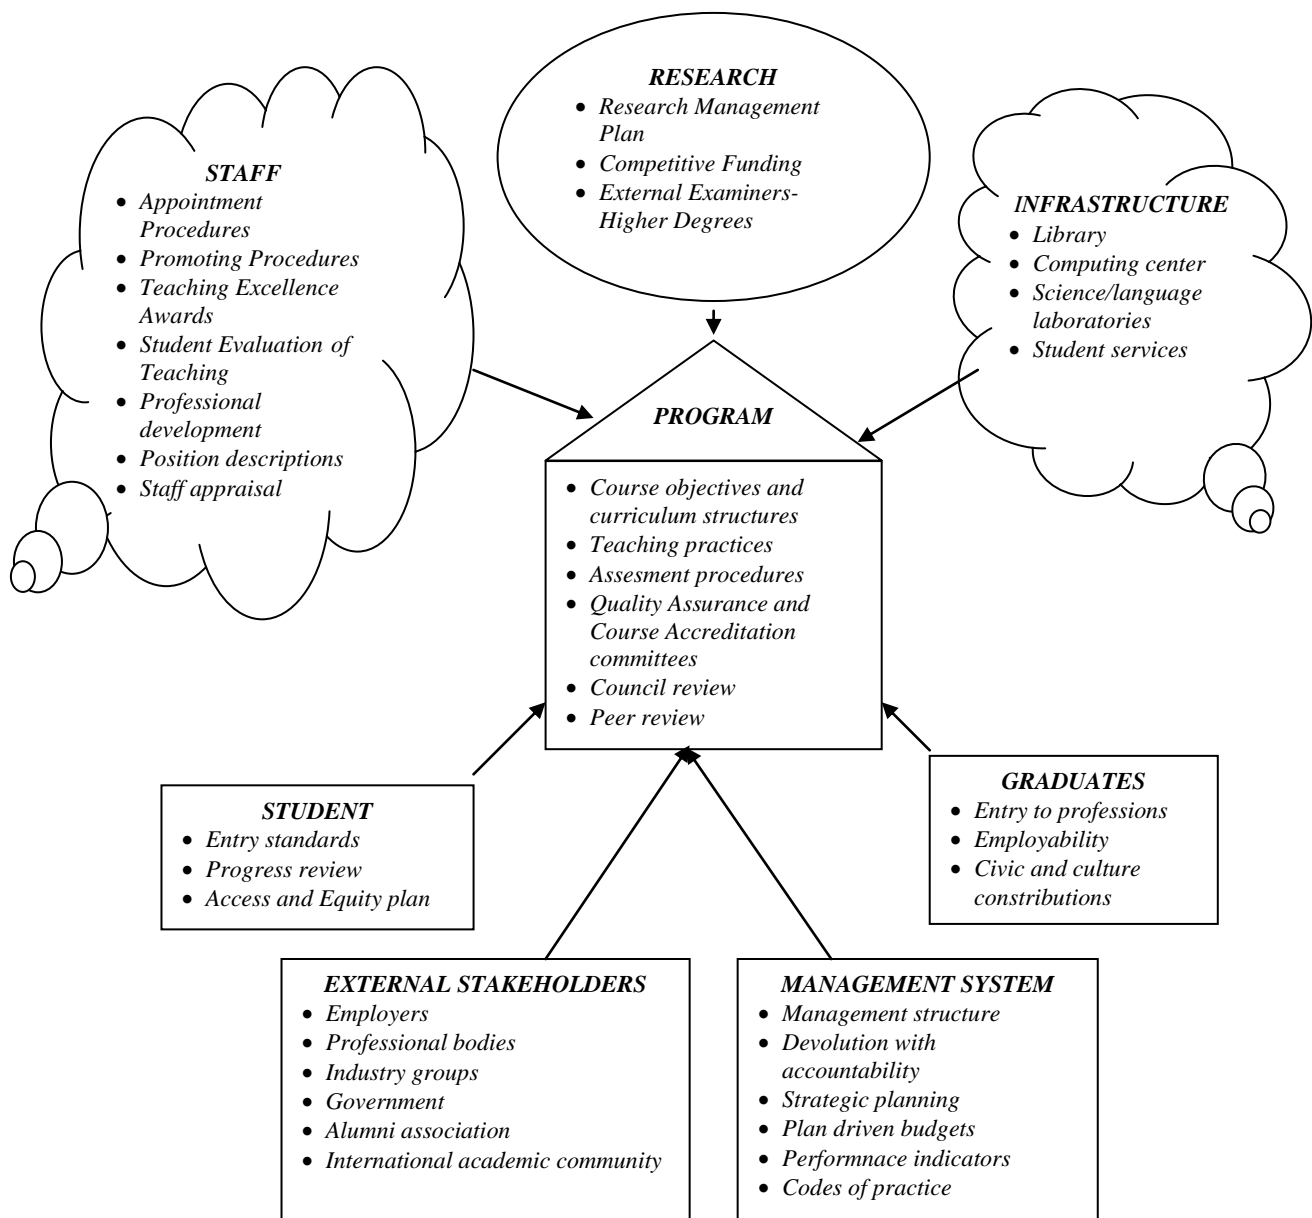 RESEARCH
• Research Management
Plan
• Competitive Funding
• External Examiners-
Higher Degrees
STAFF
• Appointment
Procedures
• Promoting Procedures
• Teaching Excellence
Awards
• Student Evaluation of
Teaching
• Professional
development
• Position descriptions
• Staff appraisal
INFRASTRUCTURE
• Library
• Computing center
• Science/language
laboratories
• Student services
PROGRAM
• Course objectives and
curriculum structures
• Teaching practices
• Assesment procedures
• Quality Assurance and
Course Accreditation
committees
• Council review
• Peer review
STUDENT
• Entry standards
• Progress review
• Access and Equity plan
GRADUATES
• Entry to professions
• Employability
• Civic and culture
constributions
EXTERNAL STAKEHOLDERS
• Employers
• Professional bodies
• Industry groups
• Government
• Alumni association
• International academic community
MANAGEMENT SYSTEM
• Management structure
• Devolution with
accountability
• Strategic planning
• Plan driven budgets
• Performnace indicators
• Codes of practice